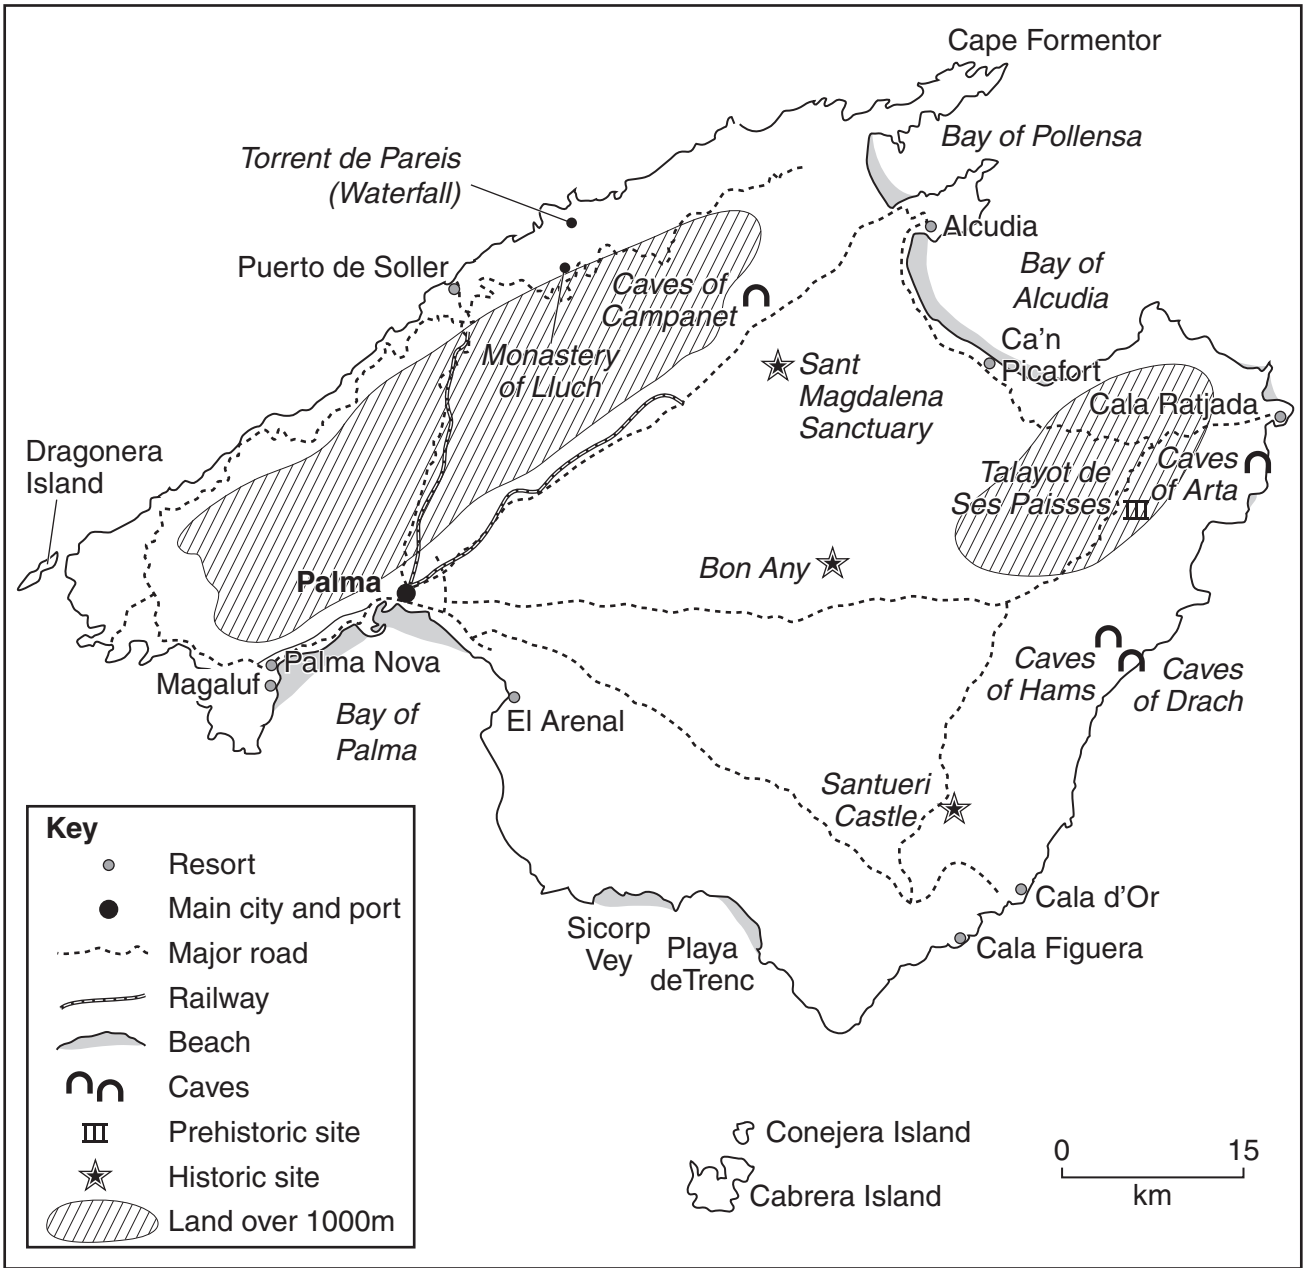 Cape Formentor
Bay of Pollensa
Torrent de Pareis
(Waterfall)
Alcudia
Puerto de Soller
Bay of
Alcudia
Caves of
Campanet
Ca'n
Picafort
Monastery
of Lluch
Sant
Magdalena
Sanctuary
Cala Ratjada
Dragonera
Island
Talayot de
Ses Paisses
Caves
of Arta
Bon Any
Palma
Palma Nova
Magaluf
Caves
of Hams
Caves
of Drach
Bay of
Palma
El Arenal
Santueri
Castle
Cala d'Or
Sicorp
Vey
Playa
deTrenc
Cala Figuera
Key
Resort
Main city and port
Major road
Railway
Beach
Caves
Prehistoric site
Historic site
Land over 1000m
Conejera Island
Cabrera Island
0 15
km